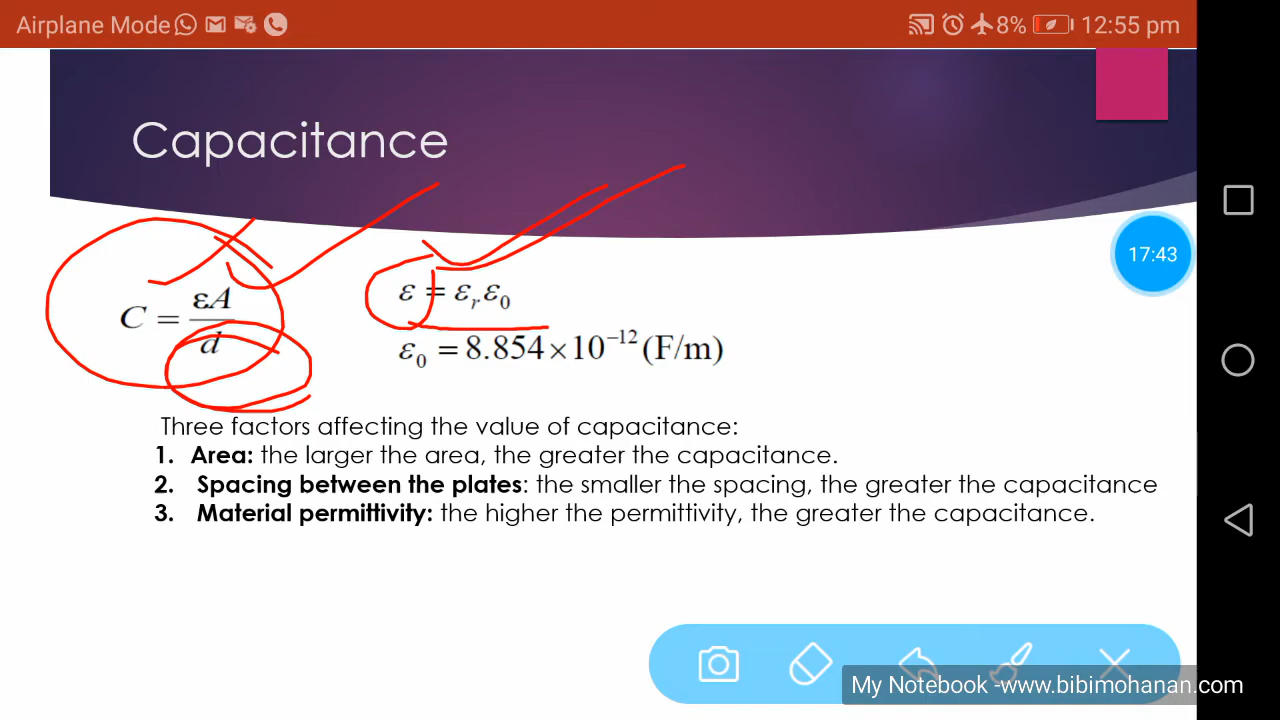 Airplane Mode 8% 12:55 pm
Capacitance
17:43
C = εA/d
ε = εᵣε₀
ε₀ = 8.854×10⁻¹² (F/m)
Three factors affecting the value of capacitance:
1. Area: the larger the area, the greater the capacitance.
2. Spacing between the plates: the smaller the spacing, the greater the capacitance
3. Material permittivity: the higher the permittivity, the greater the capacitance.
My Notebook -www.bibimohanan.com